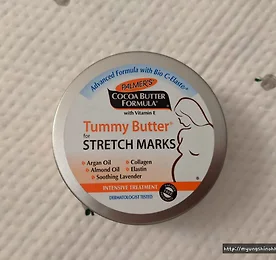 Advanced Formula with Bio C-Elaste®
PALMER'S
COCOA BUTTER
FORMULA®
with Vitamin E
Tummy Butter®
for
STRETCH MARKS
• Argan Oil • Collagen
• Almond Oil • Elastin
• Soothing Lavender
INTENSIVE TREATMENT
DERMATOLOGIST TESTED